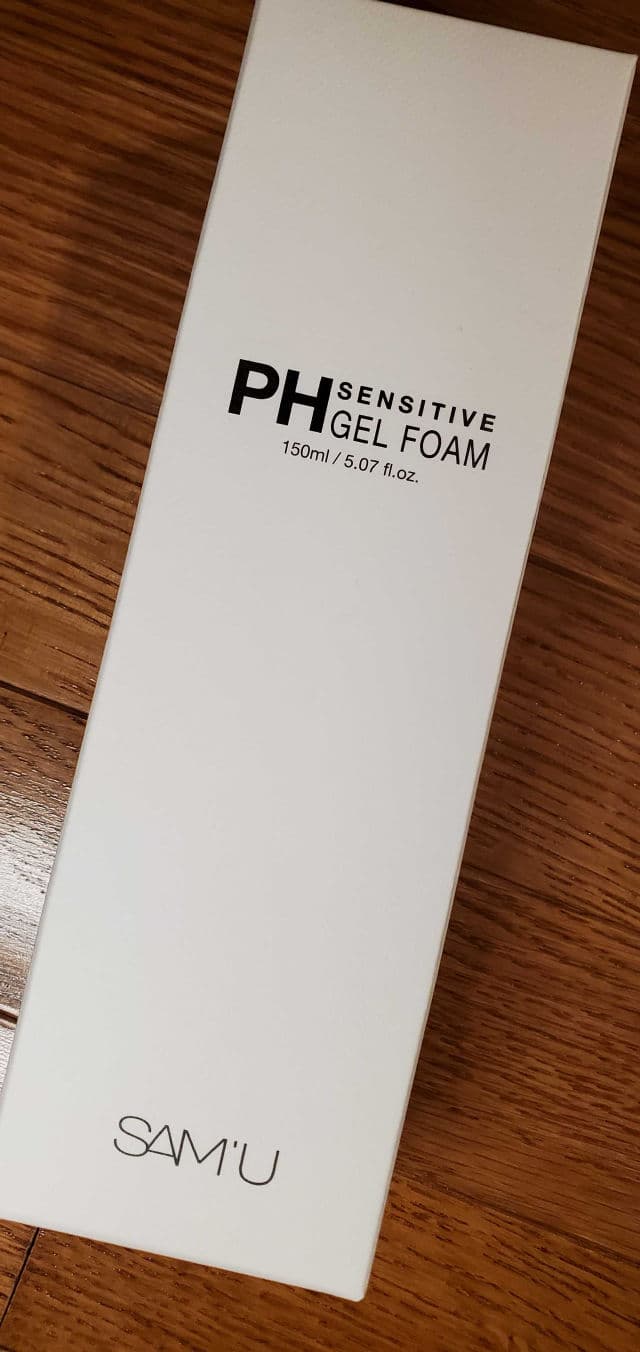 PH SENSITIVE
GEL FOAM
150ml / 5.07 fl.oz.
SAM'U